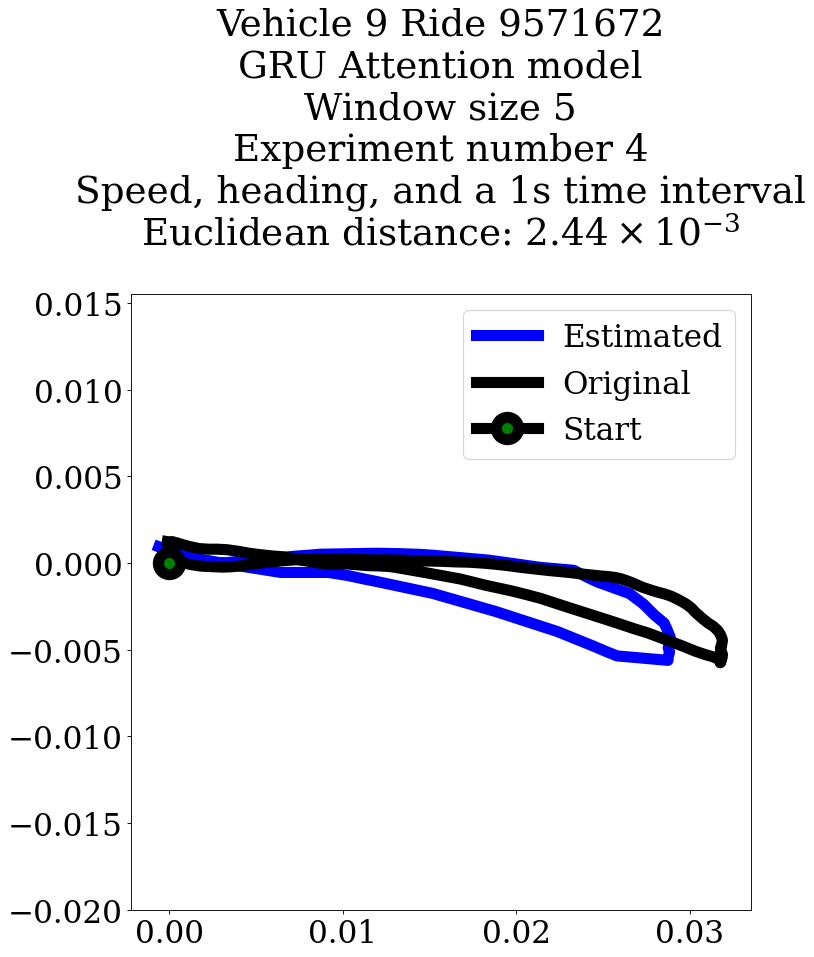 Vehicle 9 Ride 9571672
GRU Attention model
Window size 5
Experiment number 4
Speed, heading, and a 1s time interval
Euclidean distance: 2.44 × 10⁻³
0.015
Estimated
0.010
Original
Start
0.005
0.000
−0.005
−0.010
−0.015
−0.020
0.00 0.01 0.02 0.03